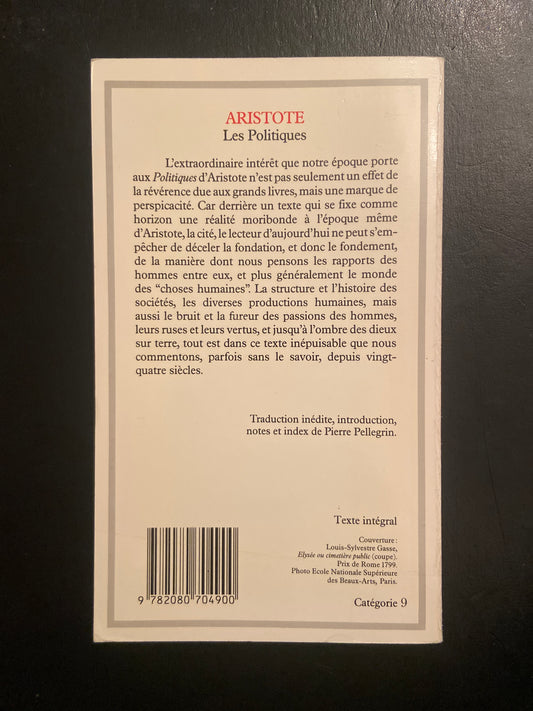 ARISTOTE
Les Politiques
L'extraordinaire intérêt que notre époque porte
aux Politiques d'Aristote n'est pas seulement un effet de
la révérence due aux grands livres, mais une marque de
perspicacité. Car derrière un texte qui se fixe comme
horizon une réalité moribonde à l'époque même
d'Aristote, la cité, le lecteur d'aujourd'hui ne peut s'em-
pêcher de déceler la fondation, et donc le fondement,
de la manière dont nous pensons les rapports des
hommes entre eux, et plus généralement le monde
des "choses humaines". La structure et l'histoire des
sociétés, les diverses productions humaines, mais
aussi le bruit et la fureur des passions des hommes,
leurs ruses et leurs vertus, et jusqu'à l'ombre des dieux
sur terre, tout est dans ce texte inépuisable que nous
commentons, parfois sans le savoir, depuis vingt-
quatre siècles.
Traduction inédite, introduction,
notes et index de Pierre Pellegrin.
Texte intégral
Couverture :
Louis-Sylvestre Gasse,
Elysée ou cimetière public (coupe).
Prix de Rome 1799.
Photo Ecole Nationale Supérieure
des Beaux-Arts, Paris.
9 782080 704900
Catégorie 9